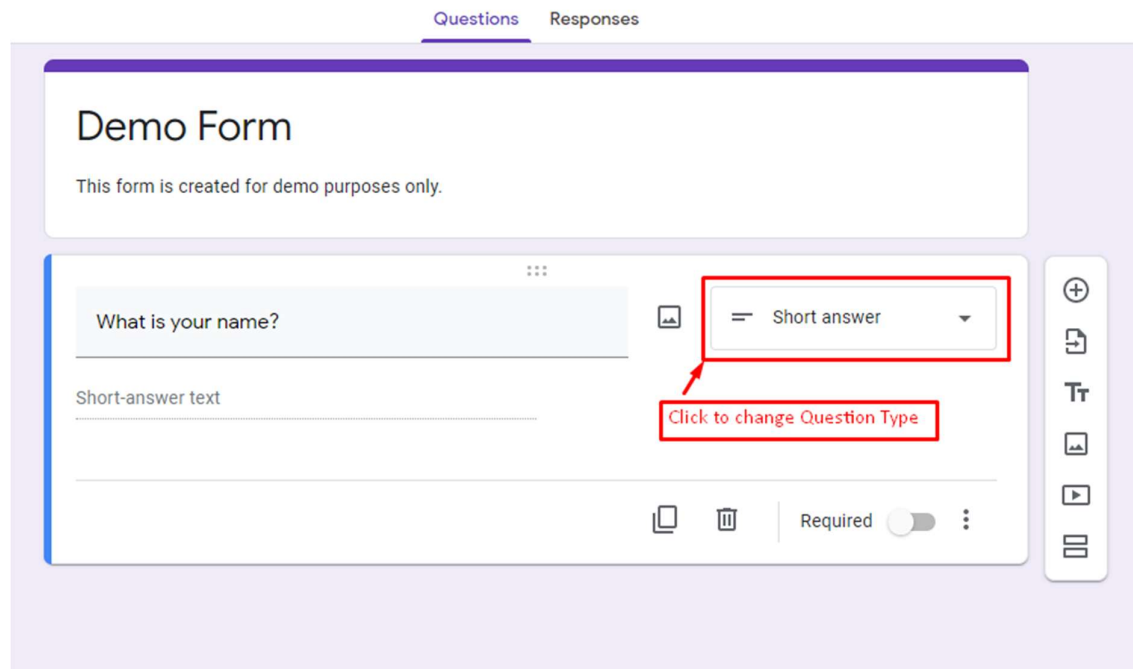 Questions Responses
Demo Form
This form is created for demo purposes only.
What is your name?
Short answer
Short-answer text
Click to change Question Type
Required
Tт